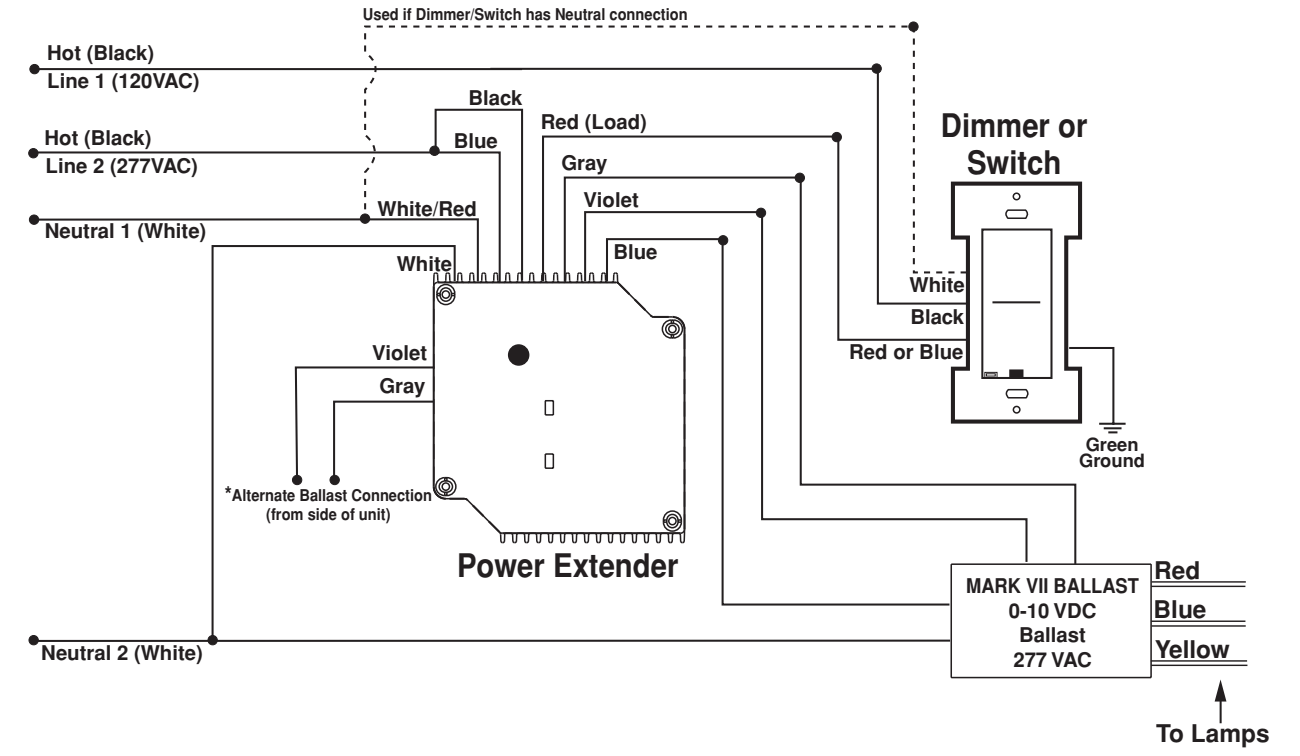 Used if Dimmer/Switch has Neutral connection
Hot (Black)
Line 1 (120VAC)
Black
Hot (Black)
Line 2 (277VAC)
Blue
Red (Load)
Gray
Violet
Blue
White/Red
Neutral 1 (White)
White
Dimmer or
Switch
White
Black
Red or Blue
Green
Ground
Violet
Gray
*Alternate Ballast Connection
(from side of unit)
Power Extender
Neutral 2 (White)
MARK VII BALLAST
0-10 VDC
Ballast
277 VAC
Red
Blue
Yellow
To Lamps